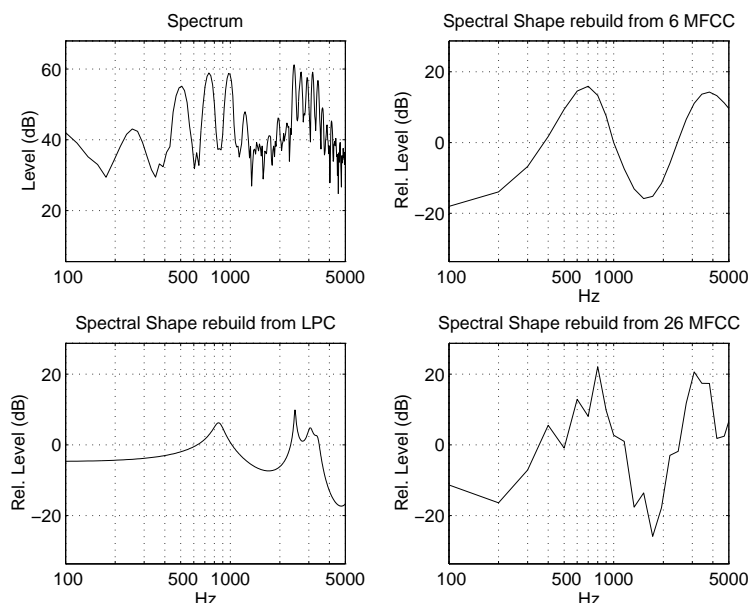 Spectrum
60
40
20
Level (dB)
100
500
1000
5000
Spectral Shape rebuild from 6 MFCC
20
0
−20
Rel. Level (dB)
100
500
1000
5000
Hz
Spectral Shape rebuild from LPC
20
0
−20
Rel. Level (dB)
100
500
1000
5000
Hz
Spectral Shape rebuild from 26 MFCC
20
0
−20
Rel. Level (dB)
100
500
1000
5000
Hz